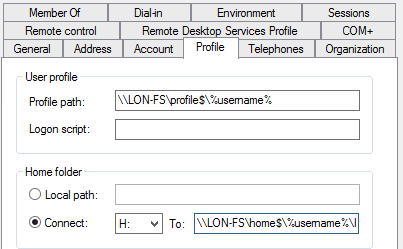 Member Of Dial-in Environment Sessions
Remote control Remote Desktop Services Profile COM+
General Address Account Profile Telephones Organization
User profile
Profile path: \\LON-FS\profile$\%username%
Logon script:
Home folder
Local path:
Connect: H: To: \\LON-FS\home$\%username%\